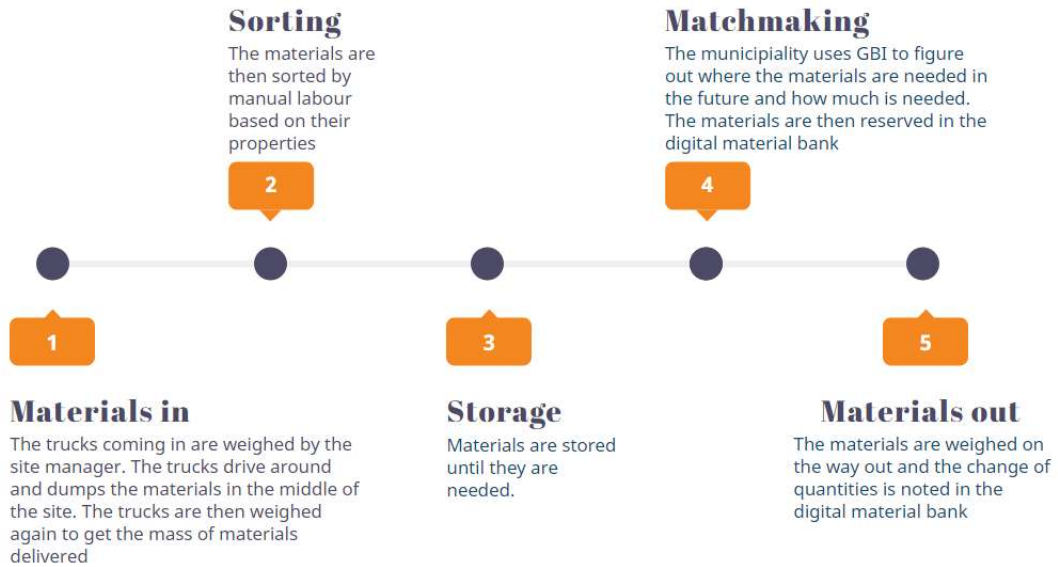 Sorting
The materials are
then sorted by
manual labour
based on their
properties
2
Matchmaking
The municipiality uses GBI to figure
out where the materials are needed in
the future and how much is needed.
The materials are then reserved in the
digital material bank
4
1
Materials in
The trucks coming in are weighed by the
site manager. The trucks drive around
and dumps the materials in the middle of
the site. The trucks are then weighed
again to get the mass of materials
delivered
3
Storage
Materials are stored
until they are
needed.
5
Materials out
The materials are weighed on
the way out and the change of
quantities is noted in the
digital material bank